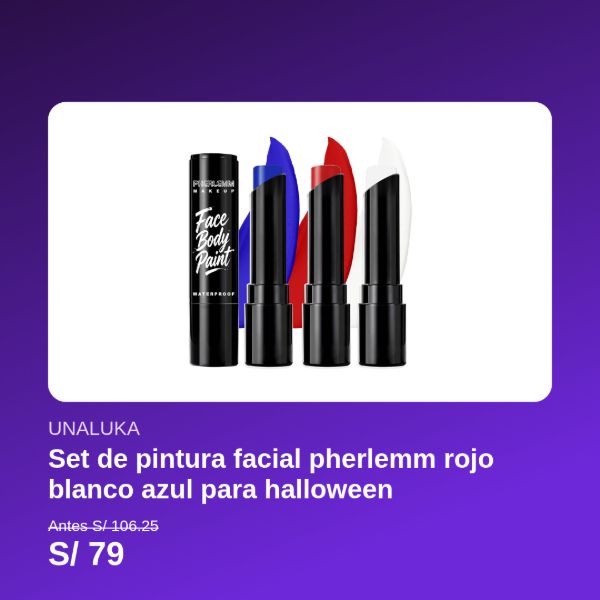 PHERLEMM
MAKEUP
Face
Body
Paint
WATERPROOF
UNALUKA
Set de pintura facial pherlemm rojo
blanco azul para halloween
Antes S/ 106.25
S/ 79